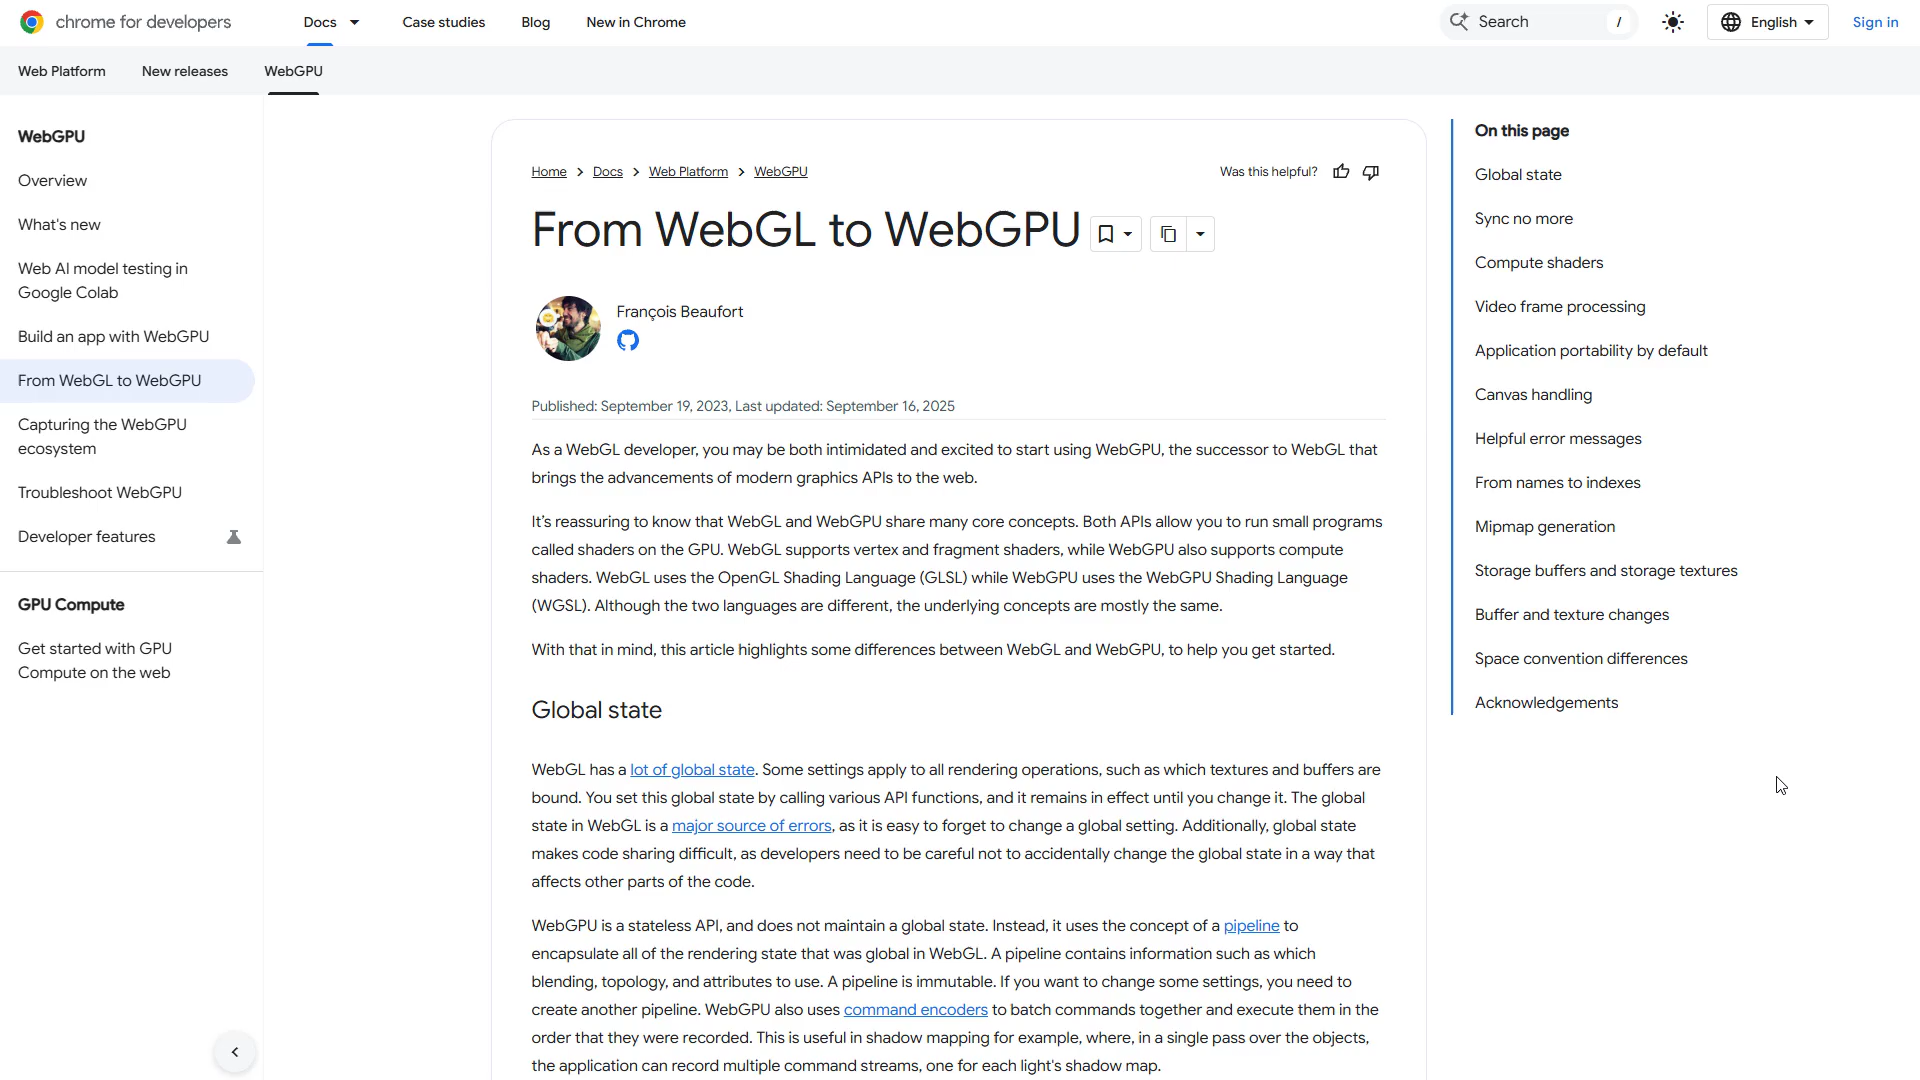 chrome for developers
Docs
Case studies
Blog
New in Chrome
Search
/
English
Sign in
Web Platform
New releases
WebGPU
WebGPU
Overview
What's new
Web AI model testing in
Google Colab
Build an app with WebGPU
From WebGL to WebGPU
Capturing the WebGPU
ecosystem
Troubleshoot WebGPU
Developer features
GPU Compute
Get started with GPU
Compute on the web
Home
Docs
Web Platform
WebGPU
Was this helpful?
From WebGL to WebGPU
François Beaufort
Published: September 19, 2023, Last updated: September 16, 2025
As a WebGL developer, you may be both intimidated and excited to start using WebGPU, the successor to WebGL that
brings the advancements of modern graphics APIs to the web.
It’s reassuring to know that WebGL and WebGPU share many core concepts. Both APIs allow you to run small programs
called shaders on the GPU. WebGL supports vertex and fragment shaders, while WebGPU also supports compute
shaders. WebGL uses the OpenGL Shading Language (GLSL) while WebGPU uses the WebGPU Shading Language
(WGSL). Although the two languages are different, the underlying concepts are mostly the same.
With that in mind, this article highlights some differences between WebGL and WebGPU, to help you get started.
Global state
WebGL has a lot of global state. Some settings apply to all rendering operations, such as which textures and buffers are
bound. You set this global state by calling various API functions, and it remains in effect until you change it. The global
state in WebGL is a major source of errors, as it is easy to forget to change a global setting. Additionally, global state
makes code sharing difficult, as developers need to be careful not to accidentally change the global state in a way that
affects other parts of the code.
WebGPU is a stateless API, and does not maintain a global state. Instead, it uses the concept of a pipeline to
encapsulate all of the rendering state that was global in WebGL. A pipeline contains information such as which
blending, topology, and attributes to use. A pipeline is immutable. If you want to change some settings, you need to
create another pipeline. WebGPU also uses command encoders to batch commands together and execute them in the
order that they were recorded. This is useful in shadow mapping for example, where, in a single pass over the objects,
the application can record multiple command streams, one for each light's shadow map.
On this page
Global state
Sync no more
Compute shaders
Video frame processing
Application portability by default
Canvas handling
Helpful error messages
From names to indexes
Mipmap generation
Storage buffers and storage textures
Buffer and texture changes
Space convention differences
Acknowledgements